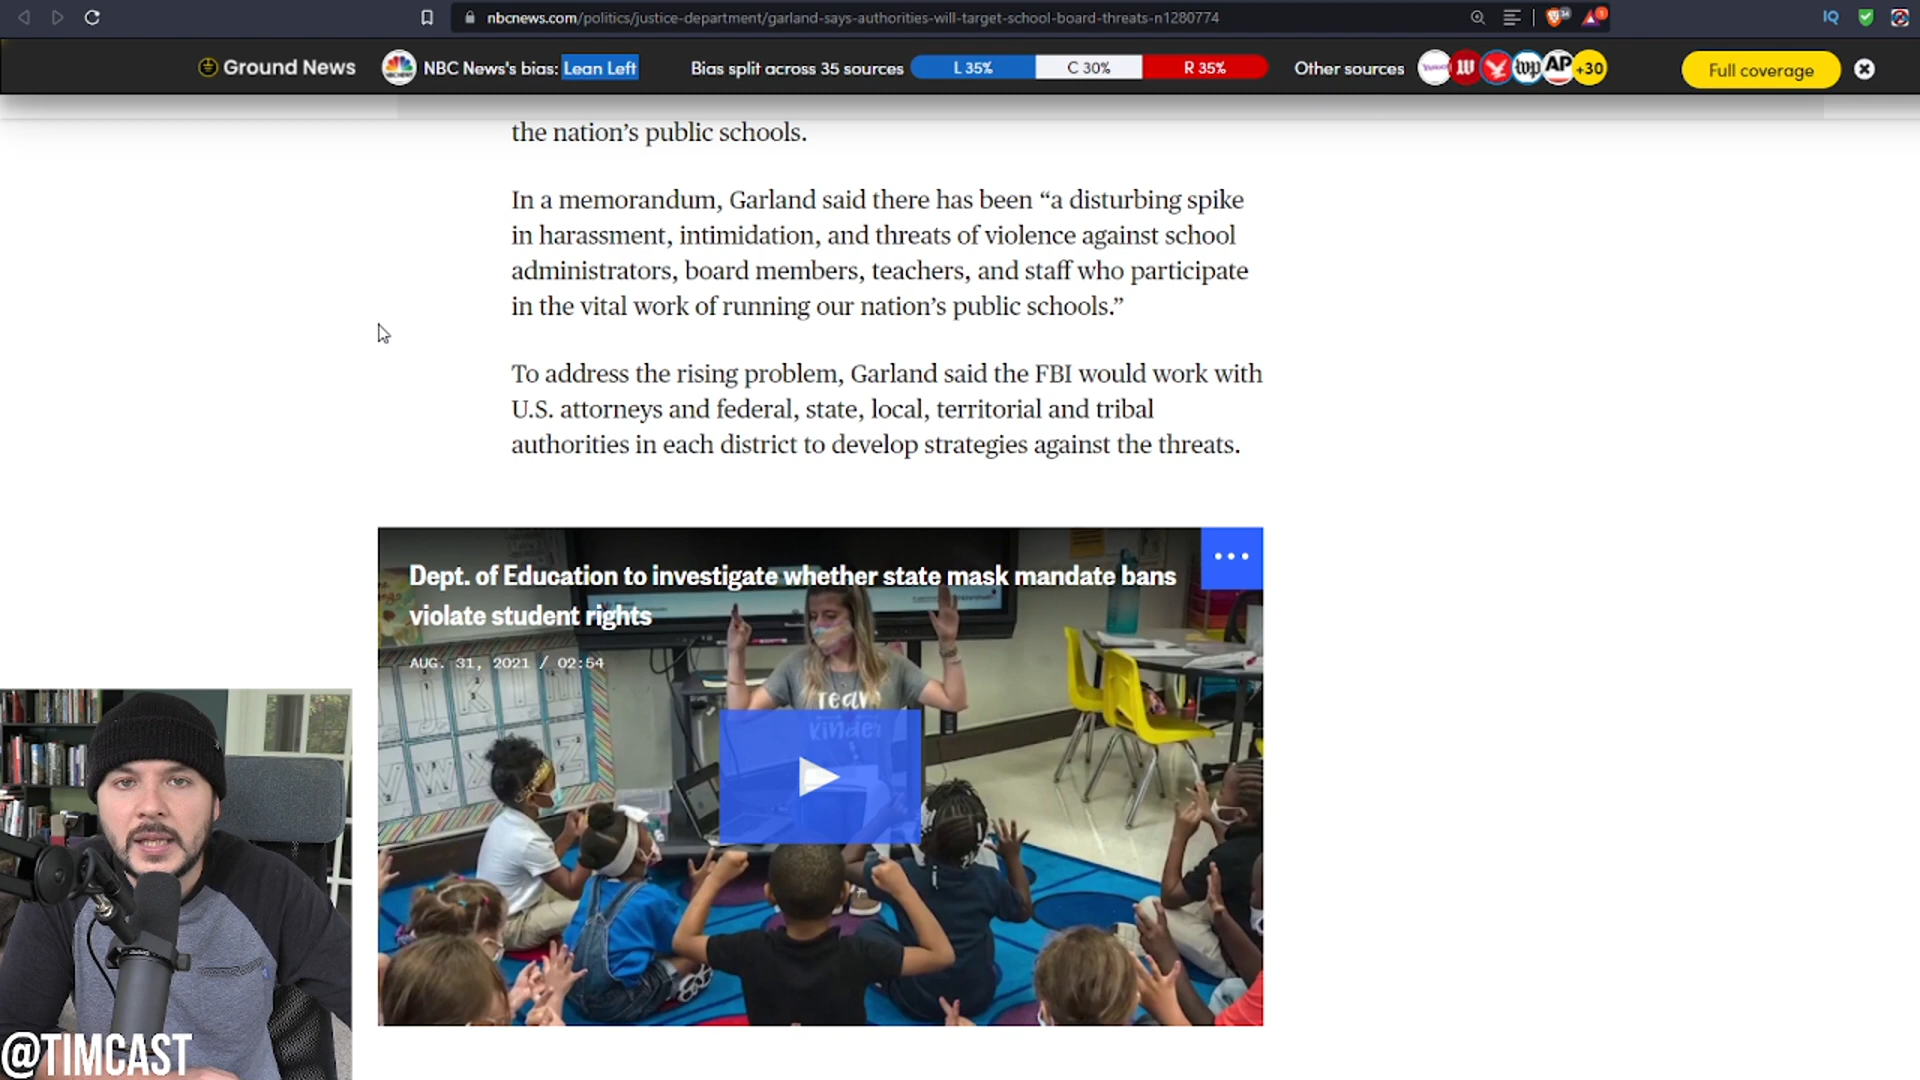 nbcnews.com/politics/justice-department/garland-says-authorities-will-target-school-board-threats-n1280774
IQ
Ground News
NBC News's bias: Lean Left
Bias split across 35 sources
L 35%
C 30%
R 35%
Other sources
wp
AP
+30
Full coverage
the nation's public schools.
In a memorandum, Garland said there has been “a disturbing spike
in harassment, intimidation, and threats of violence against school
administrators, board members, teachers, and staff who participate
in the vital work of running our nation’s public schools.”
To address the rising problem, Garland said the FBI would work with
U.S. attorneys and federal, state, local, territorial and tribal
authorities in each district to develop strategies against the threats.
Dept. of Education to investigate whether state mask mandate bans
violate student rights
AUG. 31, 2021 / 02:54
Team
kinder
@TIMCAST